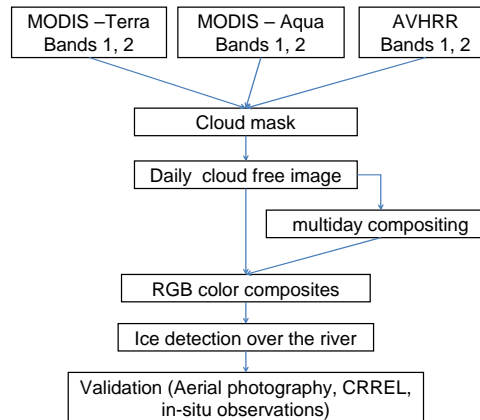 MODIS –Terra
Bands 1, 2
MODIS – Aqua
Bands 1, 2
AVHRR
Bands 1, 2
Cloud mask
Daily cloud free image
multiday compositing
RGB color composites
Ice detection over the river
Validation (Aerial photography, CRREL,
in-situ observations)